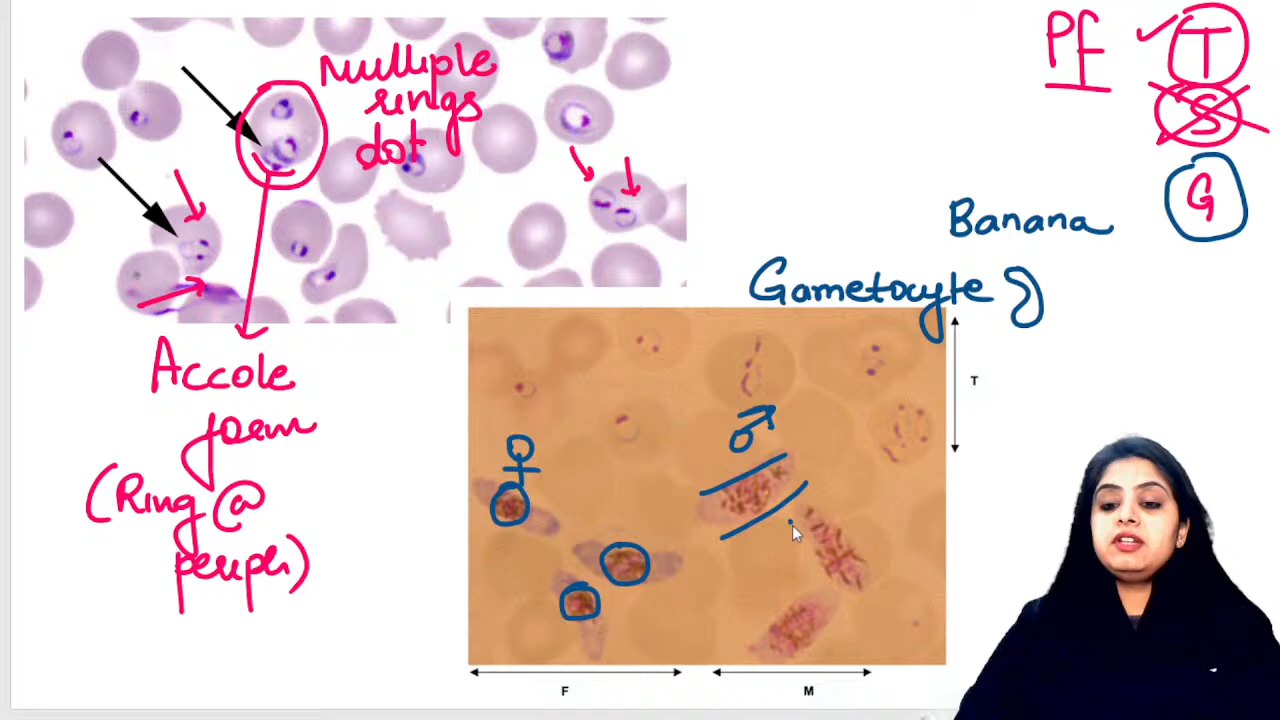 Multiple
rings
dot
Pf ✓ T
S
G
Banana
Gametocyte
Accole
form
(Ring @
periph)
♀
♂
T
F
M